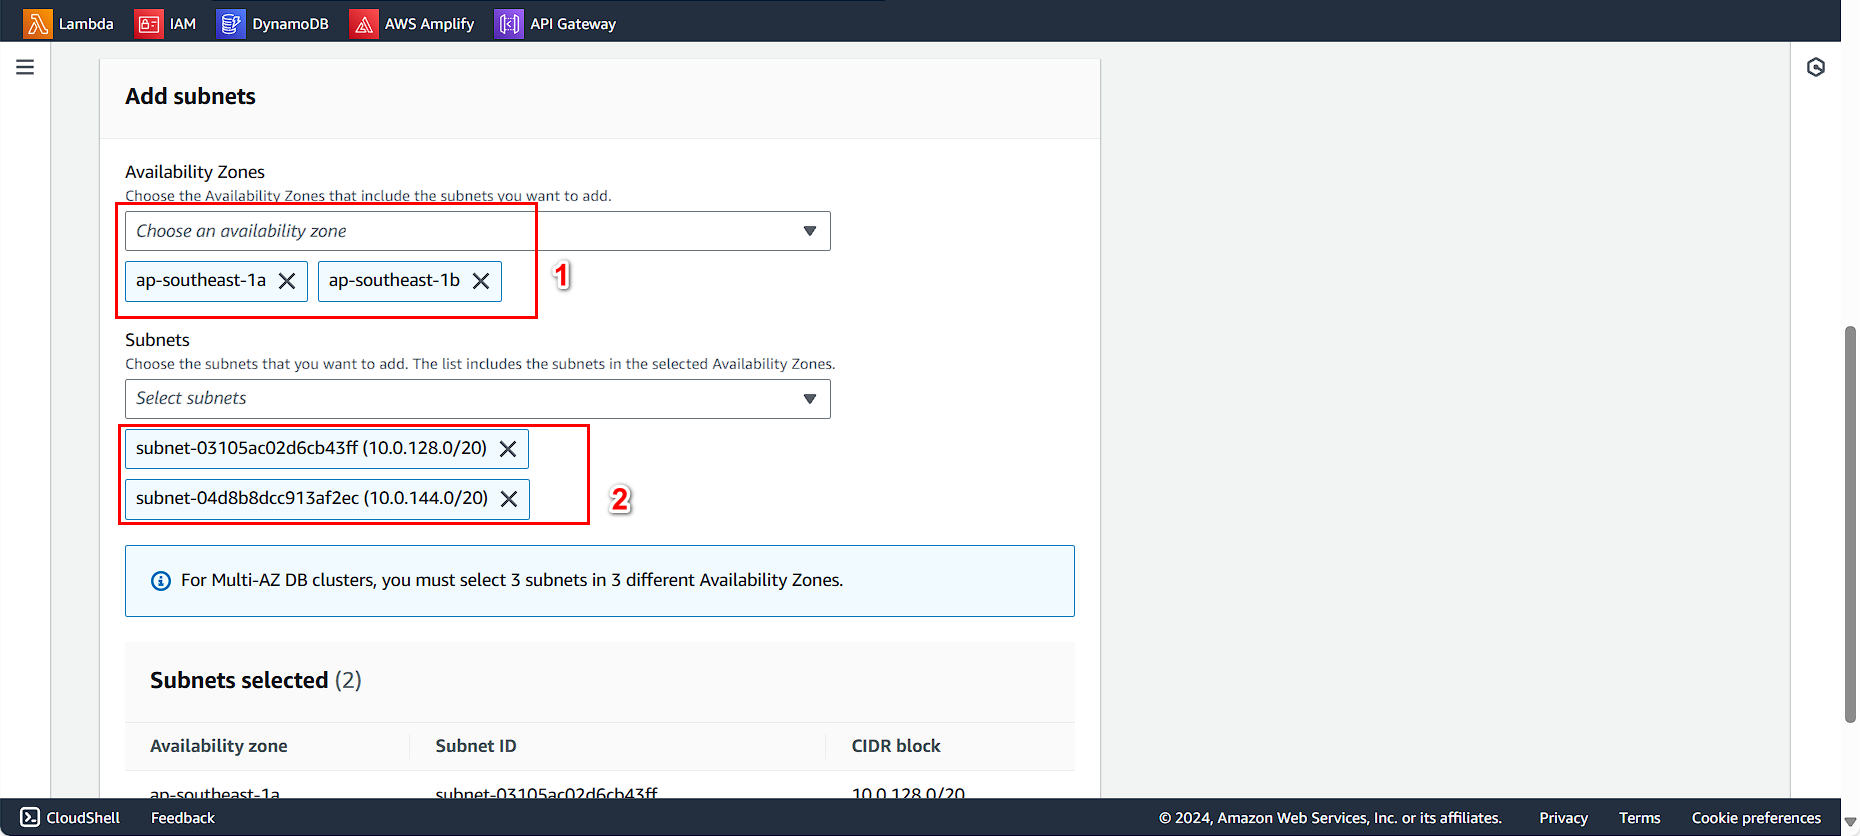 Lambda IAM DynamoDB AWS Amplify API Gateway
Add subnets
Availability Zones
Choose the Availability Zones that include the subnets you want to add.
Choose an availability zone
ap-southeast-1a ap-southeast-1b
1
Subnets
Choose the subnets that you want to add. The list includes the subnets in the selected Availability Zones.
Select subnets
subnet-03105ac02d6cb43ff (10.0.128.0/20)
subnet-04d8b8dcc913af2ec (10.0.144.0/20)
2
For Multi-AZ DB clusters, you must select 3 subnets in 3 different Availability Zones.
Subnets selected (2)
Availability zone Subnet ID CIDR block
ap-southeast-1a subnet-03105ac02d6cb43ff 10.0.128.0/20
CloudShell Feedback © 2024, Amazon Web Services, Inc. or its affiliates. Privacy Terms Cookie preferences